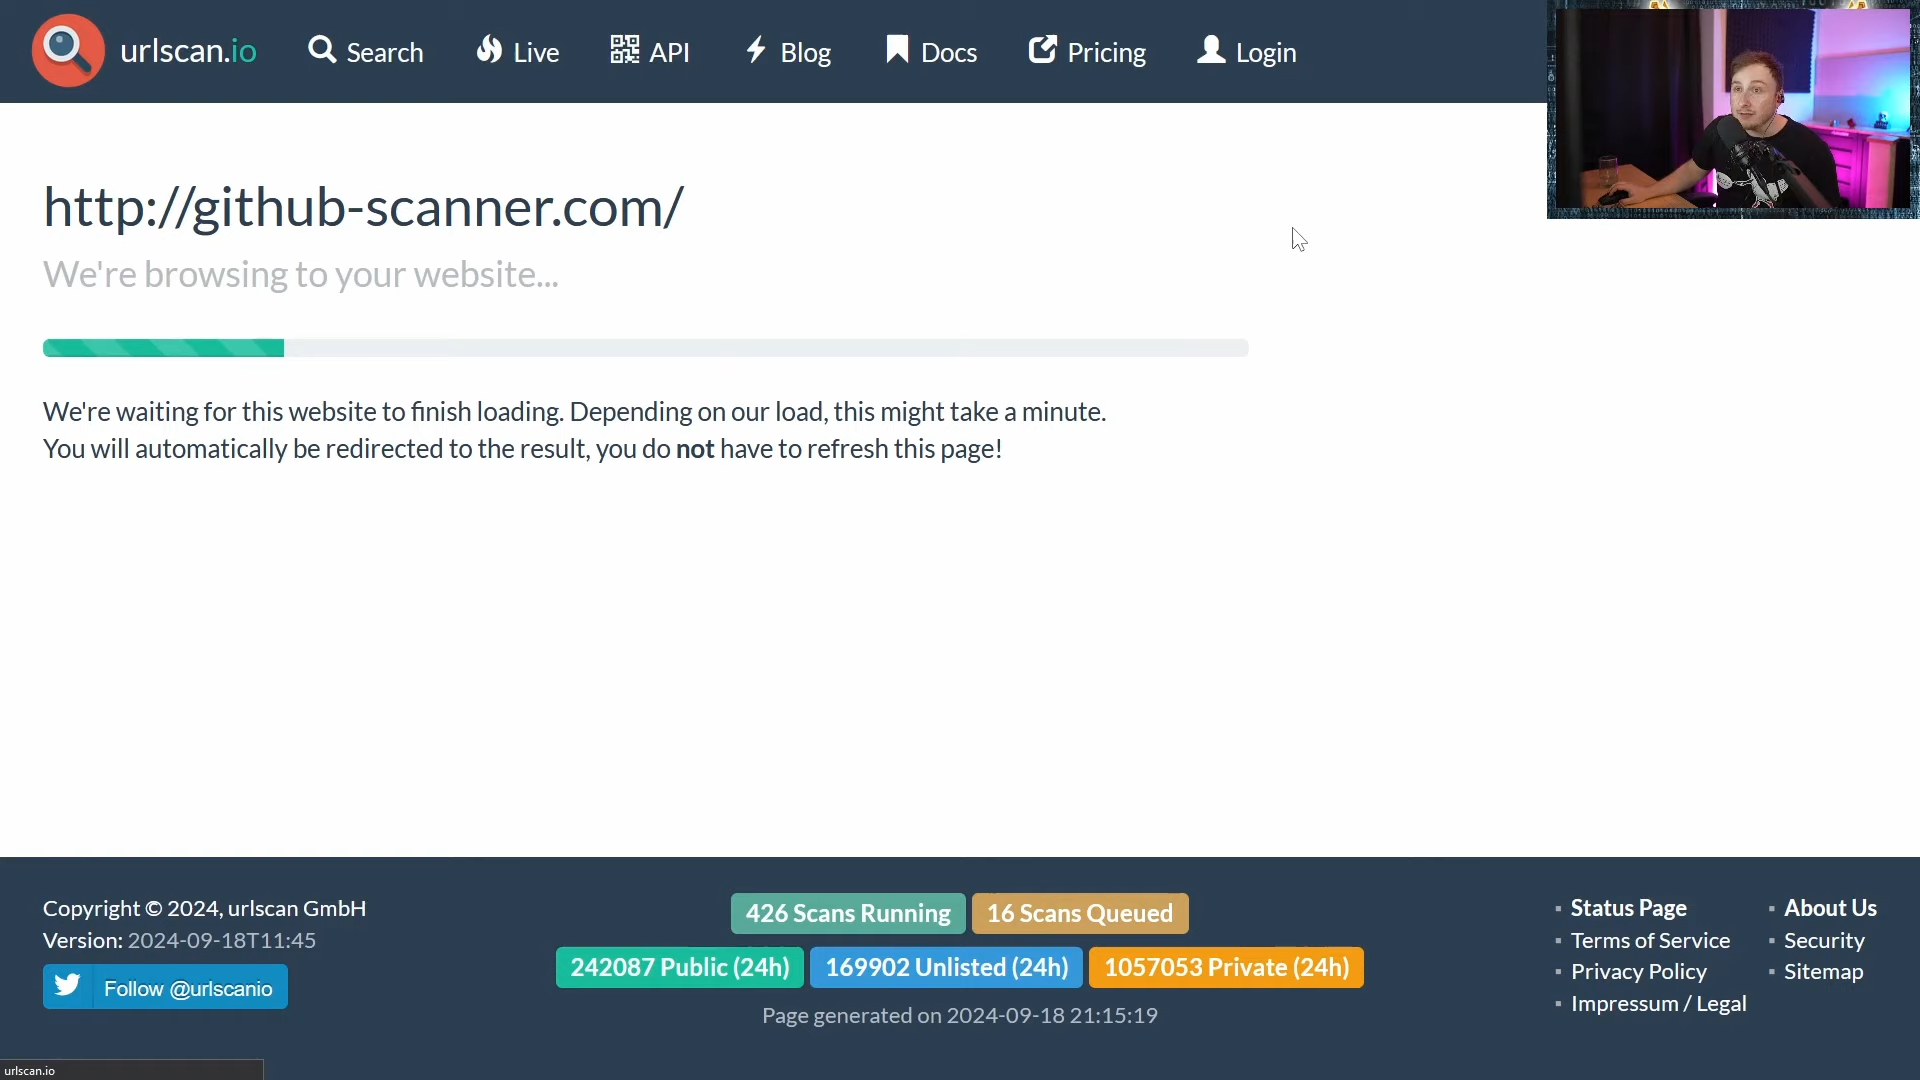 urlscan.io
Search
Live
API
Blog
Docs
Pricing
Login
http://github-scanner.com/
We're browsing to your website...
We're waiting for this website to finish loading. Depending on our load, this might take a minute.
You will automatically be redirected to the result, you do not have to refresh this page!
Copyright © 2024, urlscan GmbH
Version: 2024-09-18T11:45
Follow @urlscanio
426 Scans Running
16 Scans Queued
242087 Public (24h)
169902 Unlisted (24h)
1057053 Private (24h)
Page generated on 2024-09-18 21:15:19
▪ Status Page
▪ Terms of Service
▪ Privacy Policy
▪ Impressum / Legal
▪ About Us
▪ Security
▪ Sitemap
urlscan.io